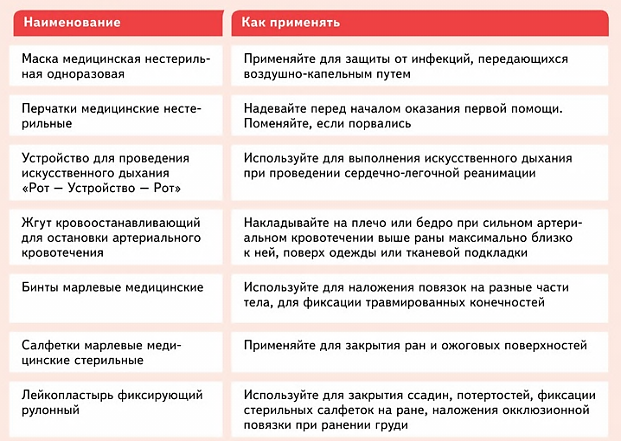 Наименование
Как применять
Маска медицинская нестериль-
ная одноразовая
Применяйте для защиты от инфекций, передающихся
воздушно-капельным путем
Перчатки медицинские несте-
рильные
Надевайте перед началом оказания первой помощи.
Поменяйте, если порвались
Устройство для проведения
искусственного дыхания
«Рот – Устройство – Рот»
Используйте для выполнения искусственного дыхания
при проведении сердечно-легочной реанимации
Жгут кровоостанавливающий
для остановки артериального
кровотечения
Накладывайте на плечо или бедро при сильном артери-
альном кровотечении выше раны максимально близко
к ней, поверх одежды или тканевой подкладки
Бинты марлевые медицинские
Используйте для наложения повязок на разные части
тела, для фиксации травмированных конечностей
Салфетки марлевые меди-
цинские стерильные
Применяйте для закрытия ран и ожоговых поверхностей
Лейкопластырь фиксирующий
рулонный
Используйте для закрытия ссадин, потертостей, фиксации
стерильных салфеток на ране, наложения окклюзионной
повязки при ранении груди